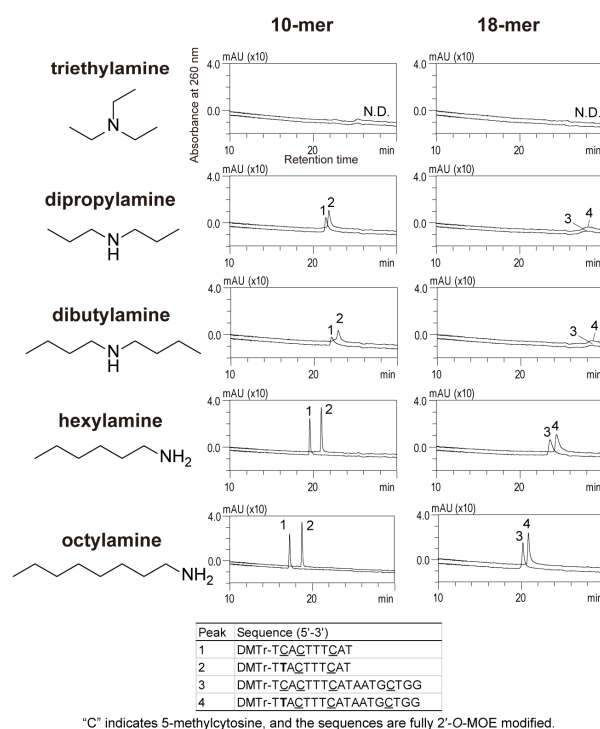 10-mer 18-mer
triethylamine
Absorbance at 260 nm
4.0 mAU (x10) 4.0 mAU (x10)
N
0.0 N.D. 0.0 N.D.
10 20 min 10 20 min
Retention time
dipropylamine
4.0 mAU (x10) 4.0 mAU (x10)
1 2 3 4
N
H
0.0 0.0
10 20 min 10 20 min
dibutylamine
4.0 mAU (x10) 4.0 mAU (x10)
1 2 3 4
N
H
0.0 0.0
10 20 min 10 20 min
hexylamine
4.0 mAU (x10) 4.0 mAU (x10)
1 2 3 4
NH2
0.0 0.0
10 20 min 10 20 min
octylamine
4.0 mAU (x10) 4.0 mAU (x10)
1 2 3 4
NH2
0.0 0.0
10 20 min 10 20 min
Peak Sequence (5'-3')
1 DMTr-TCACTTTCAT
2 DMTr-TTACTTTCAT
3 DMTr-TCACTTTCATAATGCTGG
4 DMTr-TTACTTTCATAATGCTGG
"C" indicates 5-methylcytosine, and the sequences are fully 2'-O-MOE modified.